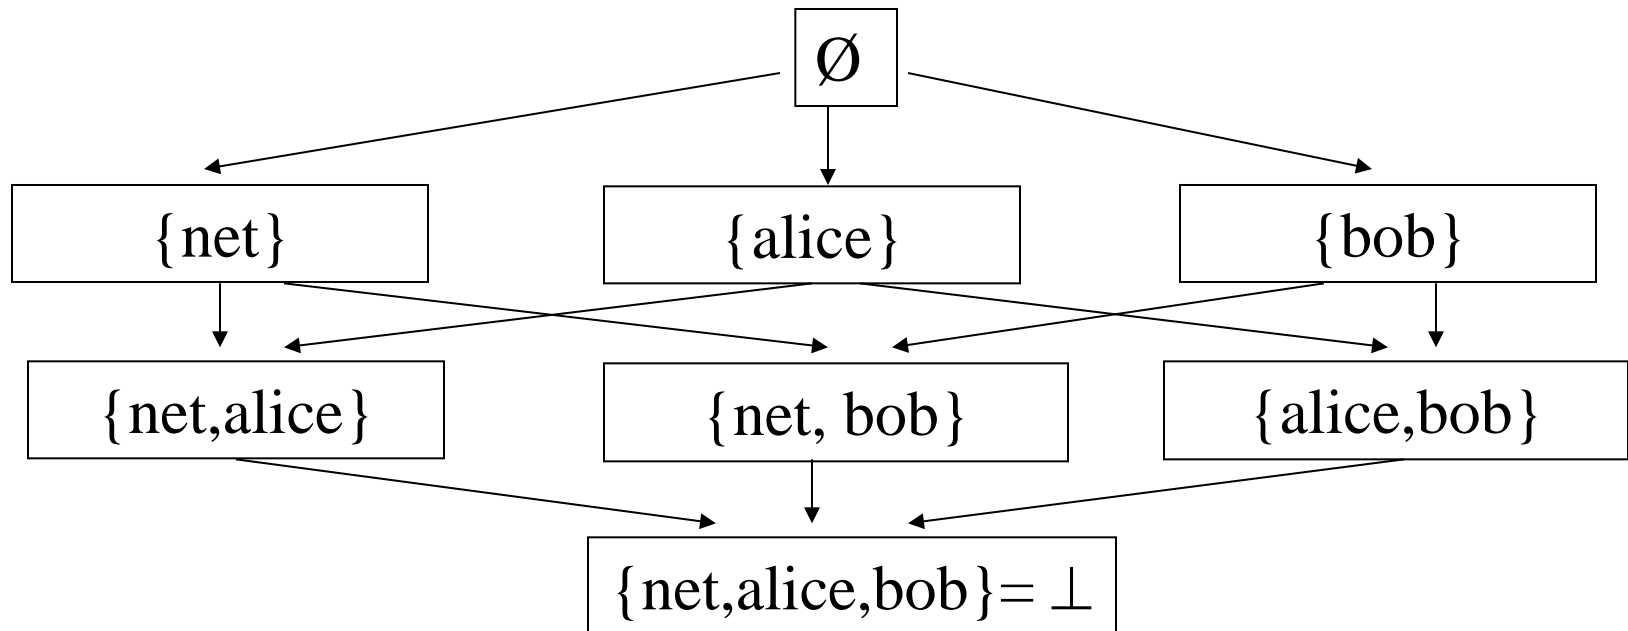 Ø
{net}
{alice}
{bob}
{net,alice}
{net, bob}
{alice,bob}
{net,alice,bob}= ⊥